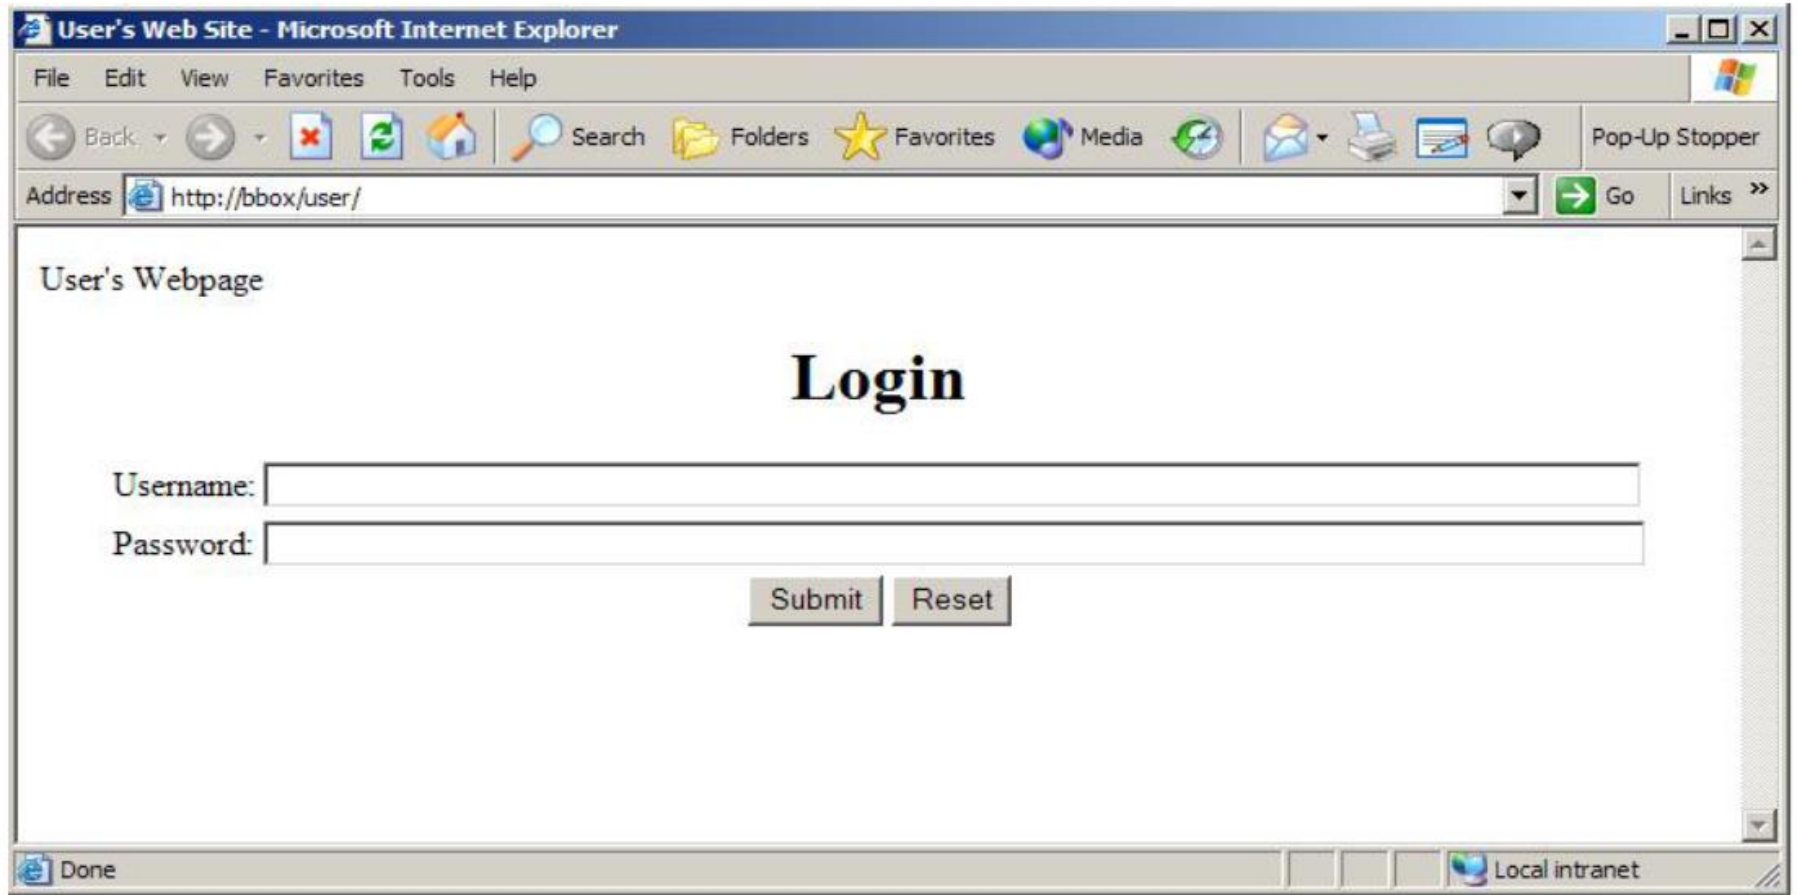 User's Web Site - Microsoft Internet Explorer
File Edit View Favorites Tools Help
Back Search Folders Favorites Media Pop-Up Stopper
Address http://bbox/user/ Go Links »
User's Webpage
Login
Username:
Password:
Submit Reset
Done Local intranet